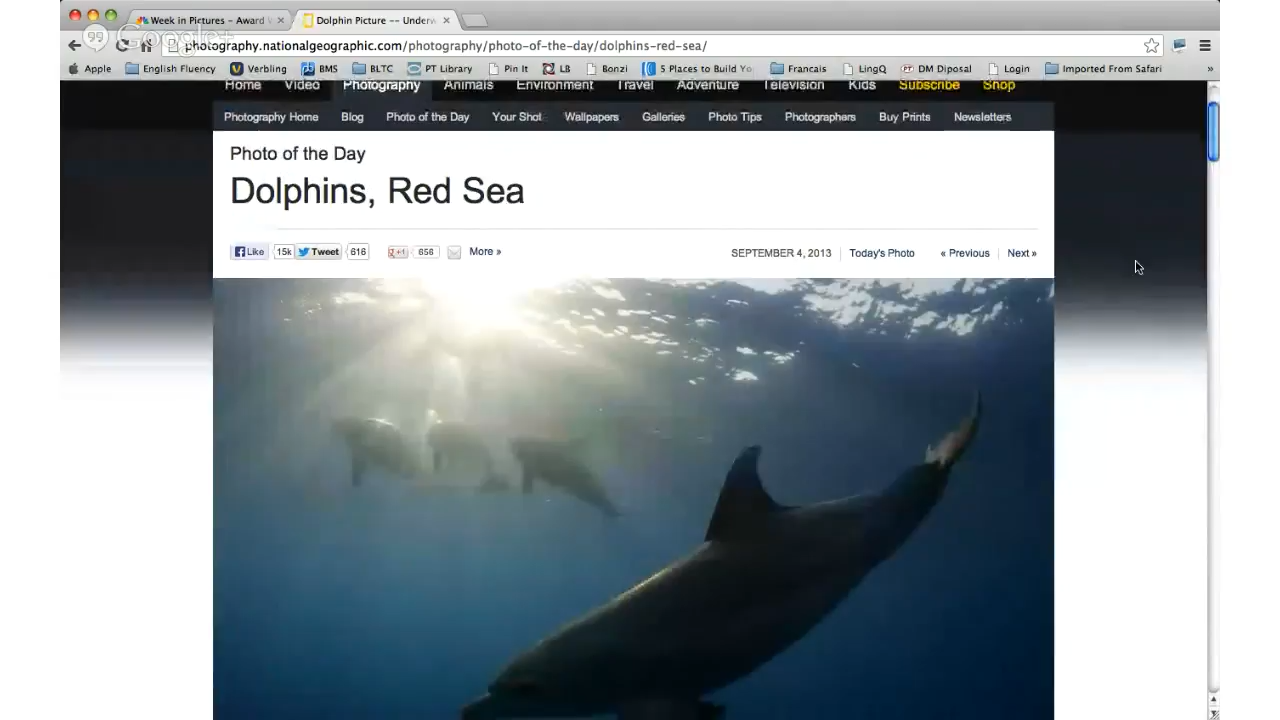 Week in Pictures - Award
Dolphin Picture -- Underw
Google+
photography.nationalgeographic.com/photography/photo-of-the-day/dolphins-red-sea/
Apple English Fluency Verbling BMS BLTC PT Library Pin It LB Bonzi 5 Places to Build Yo Francais LingQ DM Diposal Login Imported From Safari »
Home Video Photography Animals Environment Travel Adventure Television Kids Subscribe Shop
Photography Home Blog Photo of the Day Your Shot Wallpapers Galleries Photo Tips Photographers Buy Prints Newsletters
Photo of the Day
Dolphins, Red Sea
Like 15k Tweet 616 +1 656 More » SEPTEMBER 4, 2013 Today's Photo « Previous Next »